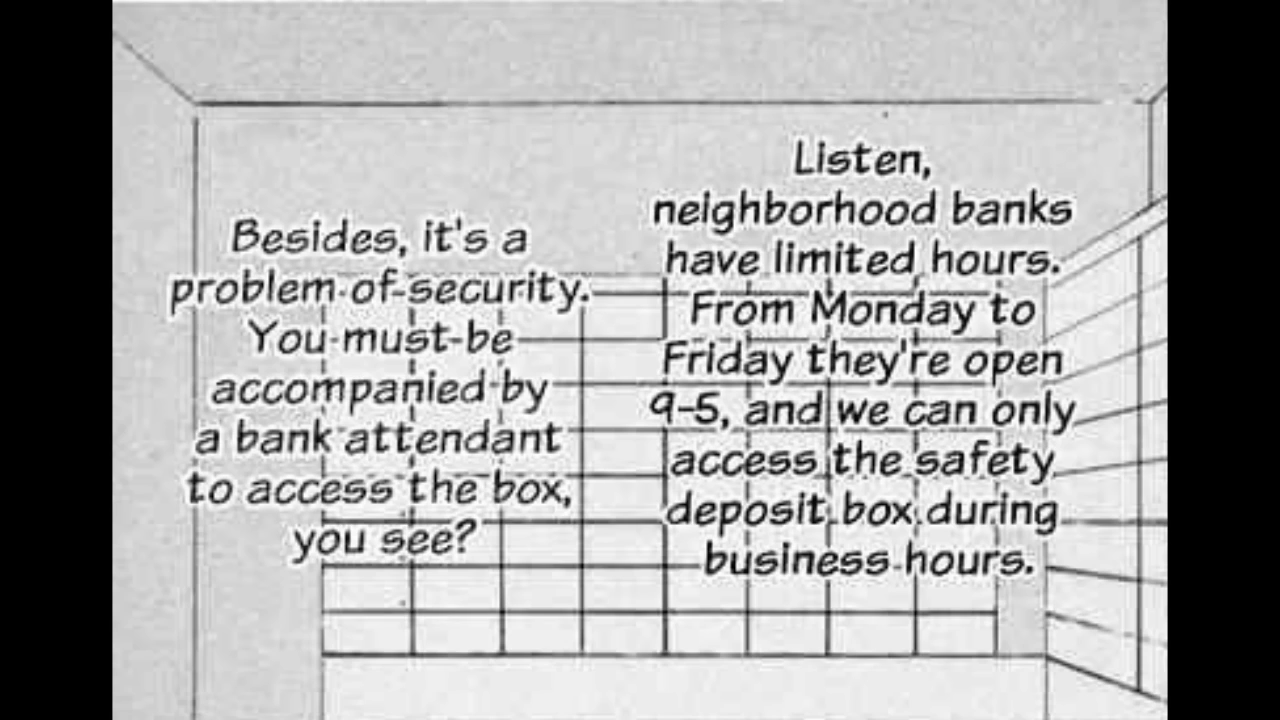 Listen,
neighborhood banks
have limited hours.
From Monday to
Friday they're open
9-5, and we can only
access the safety
deposit box during
business hours.
Besides, it's a
problem of security.
You must be
accompanied by
a bank attendant
to access the box,
you see?